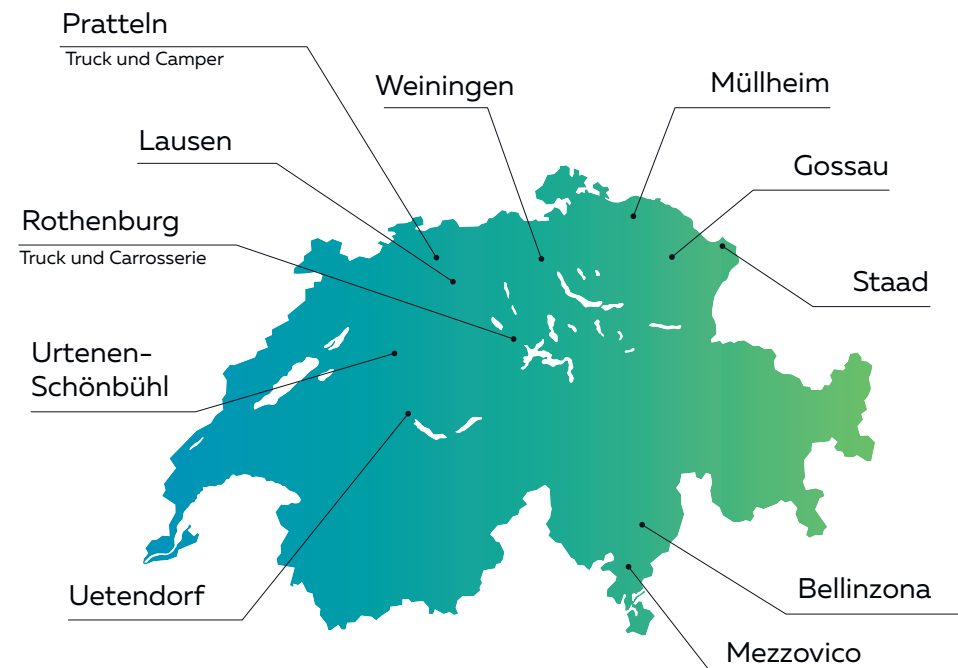 Pratteln
Truck und Camper
Weiningen
Müllheim
Lausen
Gossau
Rothenburg
Truck und Carrosserie
Staad
Urtenen-
Schönbühl
Uetendorf
Bellinzona
Mezzovico